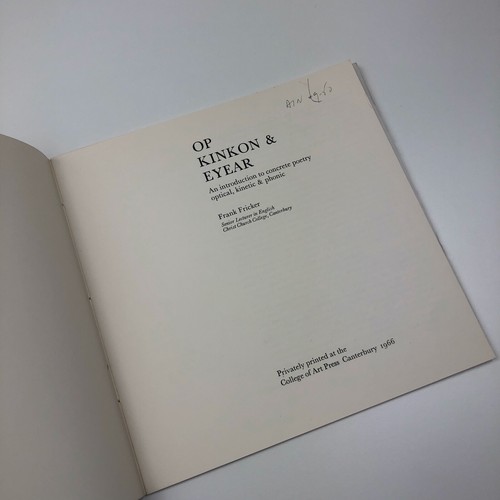 OP
KINKON &
EYEAR
An introduction to concrete poetry
optical, kinetic & phonic
Frank Fricker
Senior Lecturer in English
Christ Church College, Canterbury
Privately printed at the
College of Art Press Canterbury 1966